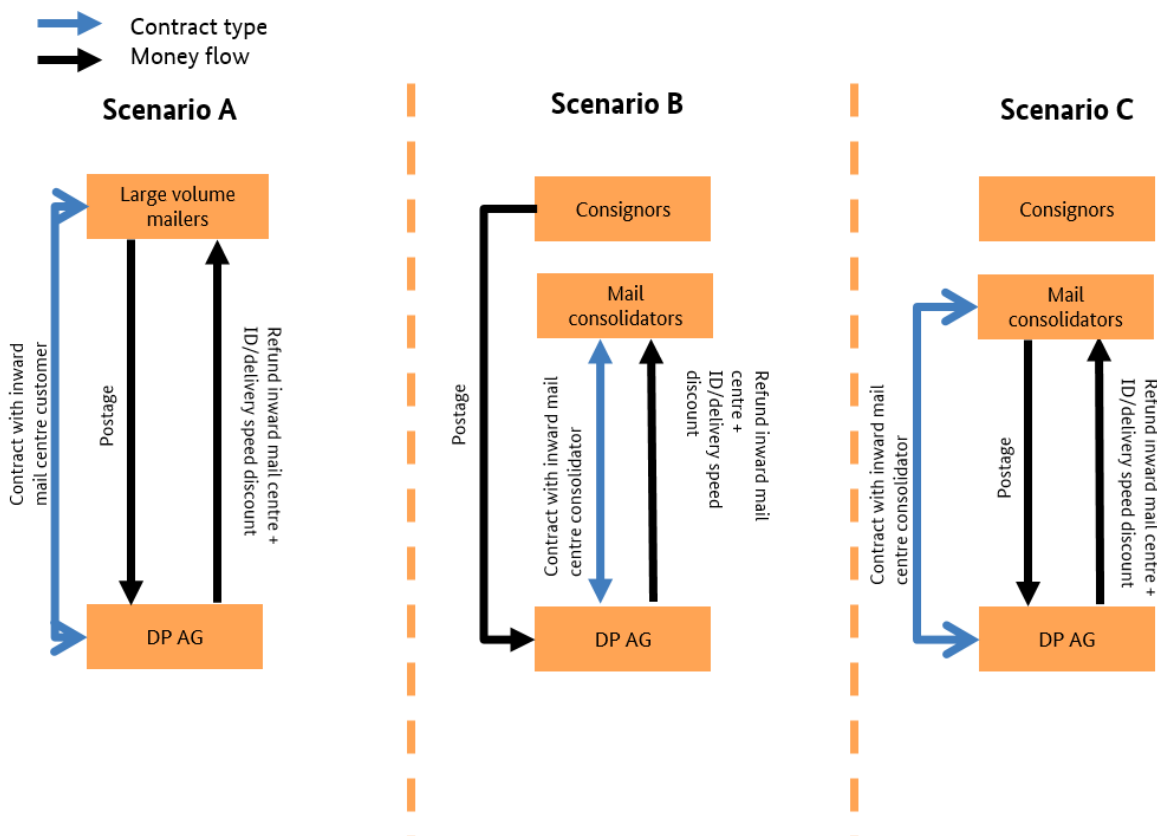 Contract type
Money flow
Scenario A
Large volume
mailers
Contract with inward
mail centre customer
Postage
Refund inward mail centre +
ID/delivery speed discount
DP AG
Scenario B
Consignors
Mail
consolidators
Postage
Contract with inward mail
centre consolidator
Refund inward mail
centre +
ID/delivery speed
discount
DP AG
Scenario C
Consignors
Mail
consolidators
Contract with inward mail
centre consolidator
Postage
Refund inward mail centre +
ID/delivery speed discount
DP AG